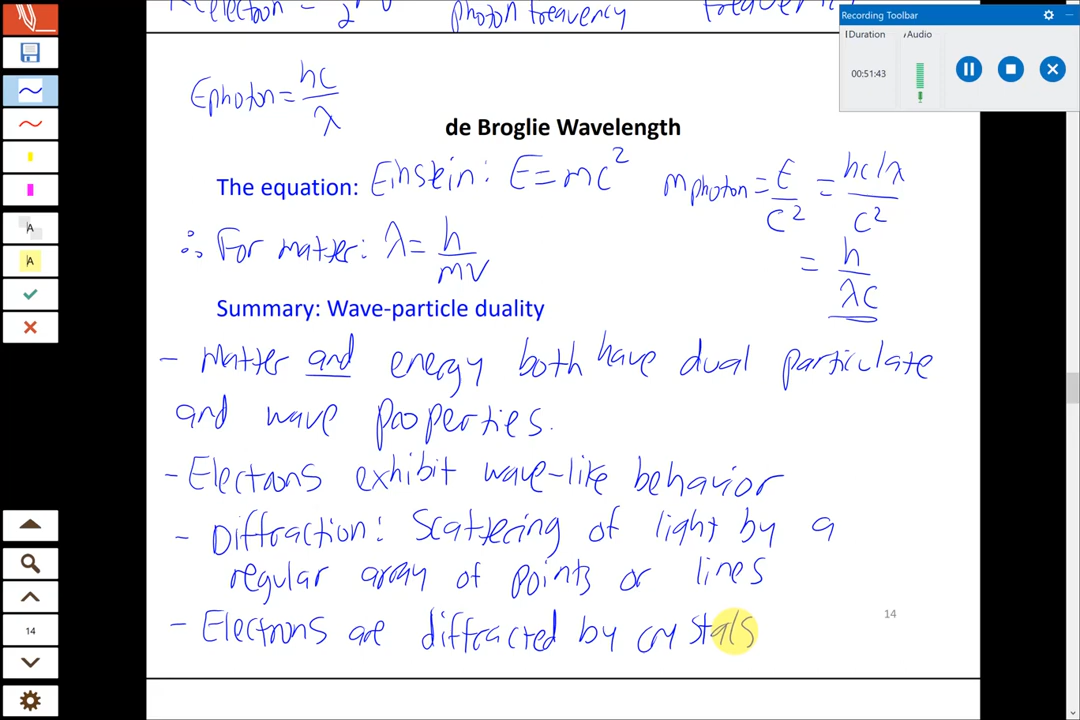 photon frequency
Recording Toolbar
Duration
Audio
00:51:43
Ephoton = hc/λ
de Broglie Wavelength
The equation: Einstein: E=mc² mphoton = E/c² = hc/λ/c²
= h/λc
∴ For matter: λ = h/mv
Summary: Wave-particle duality
- Matter and energy both have dual particulate
and wave properties.
- Electrons exhibit wave-like behavior
- Diffraction: Scattering of light by a
regular array of points or lines
- Electrons are diffracted by crystals
14
A
A
14